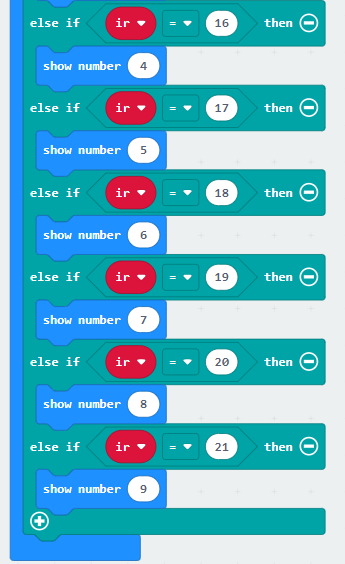 else if ir = 16 then
show number 4
else if ir = 17 then
show number 5
else if ir = 18 then
show number 6
else if ir = 19 then
show number 7
else if ir = 20 then
show number 8
else if ir = 21 then
show number 9